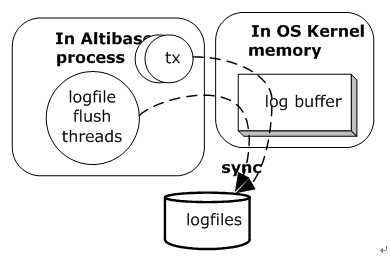 In Altibase
process
tx
logfile
flush
threads
In OS Kernel
memory
log buffer
sync
logfiles